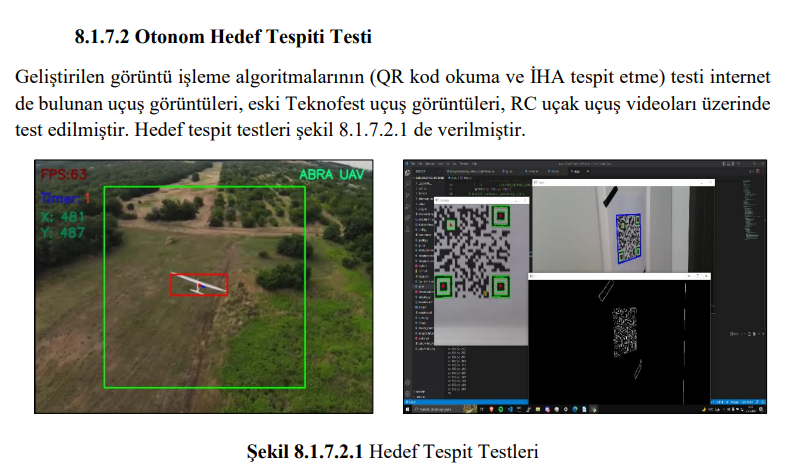 8.1.7.2 Otonom Hedef Tespiti Testi
Geliştirilen görüntü işleme algoritmalarının (QR kod okuma ve İHA tespit etme) testi internet
de bulunan uçuş görüntüleri, eski Teknofest uçuş görüntüleri, RC uçak uçuş videoları üzerinde
test edilmiştir. Hedef tespit testleri şekil 8.1.7.2.1 de verilmiştir.
FPS:63
ABRA UAV
Timer: 1
X: 481
Y: 487
Şekil 8.1.7.2.1 Hedef Tespit Testleri